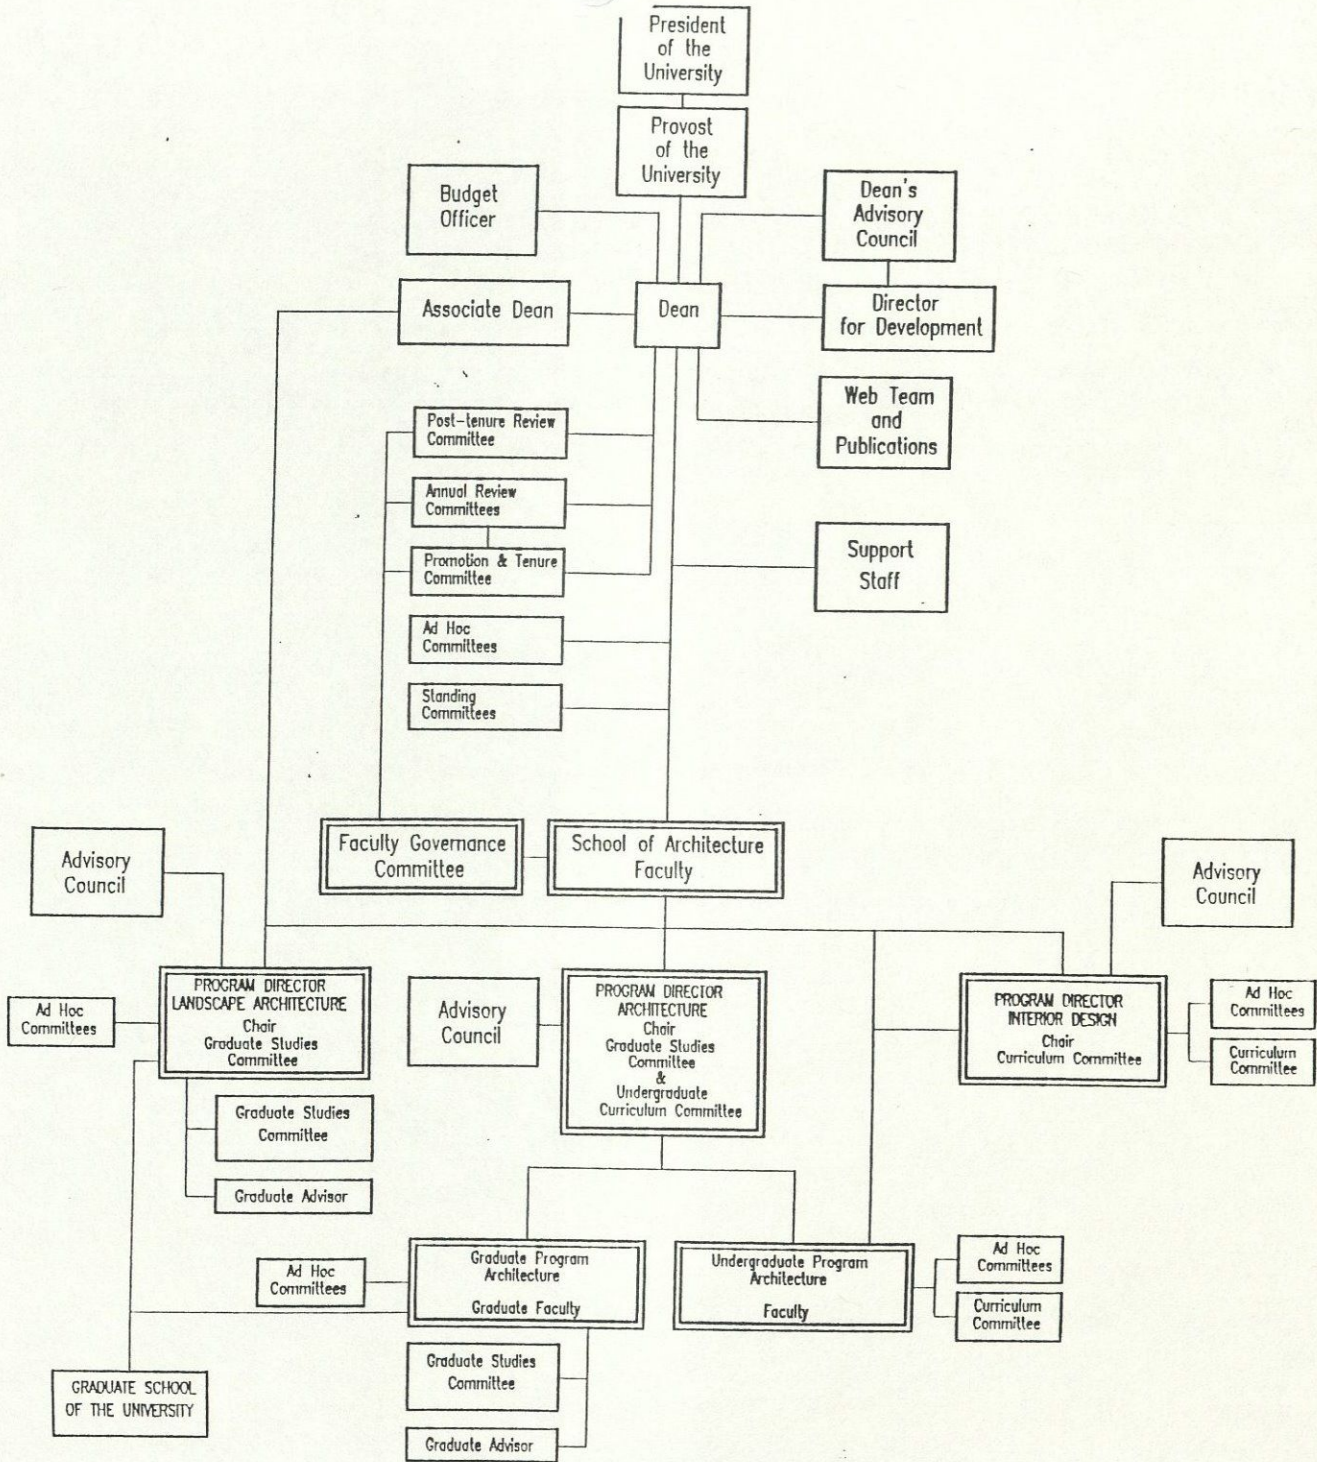 President
of the
University
Provost
of the
University
Budget
Officer
Dean's
Advisory
Council
Associate Dean
Dean
Director
for Development
Web Team
and
Publications
Post-tenure Review
Committee
Annual Review
Committees
Promotion & Tenure
Committee
Support
Staff
Ad Hoc
Committees
Standing
Committees
Faculty Governance
Committee
School of Architecture
Faculty
Advisory
Council
Advisory
Council
PROGRAM DIRECTOR
LANDSCAPE ARCHITECTURE
Chair
Graduate Studies
Committee
Ad Hoc
Committees
Advisory
Council
PROGRAM DIRECTOR
ARCHITECTURE
Chair
Graduate Studies
Committee
&
Undergraduate
Curriculum Committee
PROGRAM DIRECTOR
INTERIOR DESIGN
Chair
Curriculum Committee
Ad Hoc
Committees
Curriculum
Committee
Graduate Studies
Committee
Graduate Advisor
Ad Hoc
Committees
Graduate Program
Architecture
Graduate Faculty
Undergraduate Program
Architecture
Faculty
Ad Hoc
Committees
Curriculum
Committee
Graduate Studies
Committee
Graduate Advisor
GRADUATE SCHOOL
OF THE UNIVERSITY